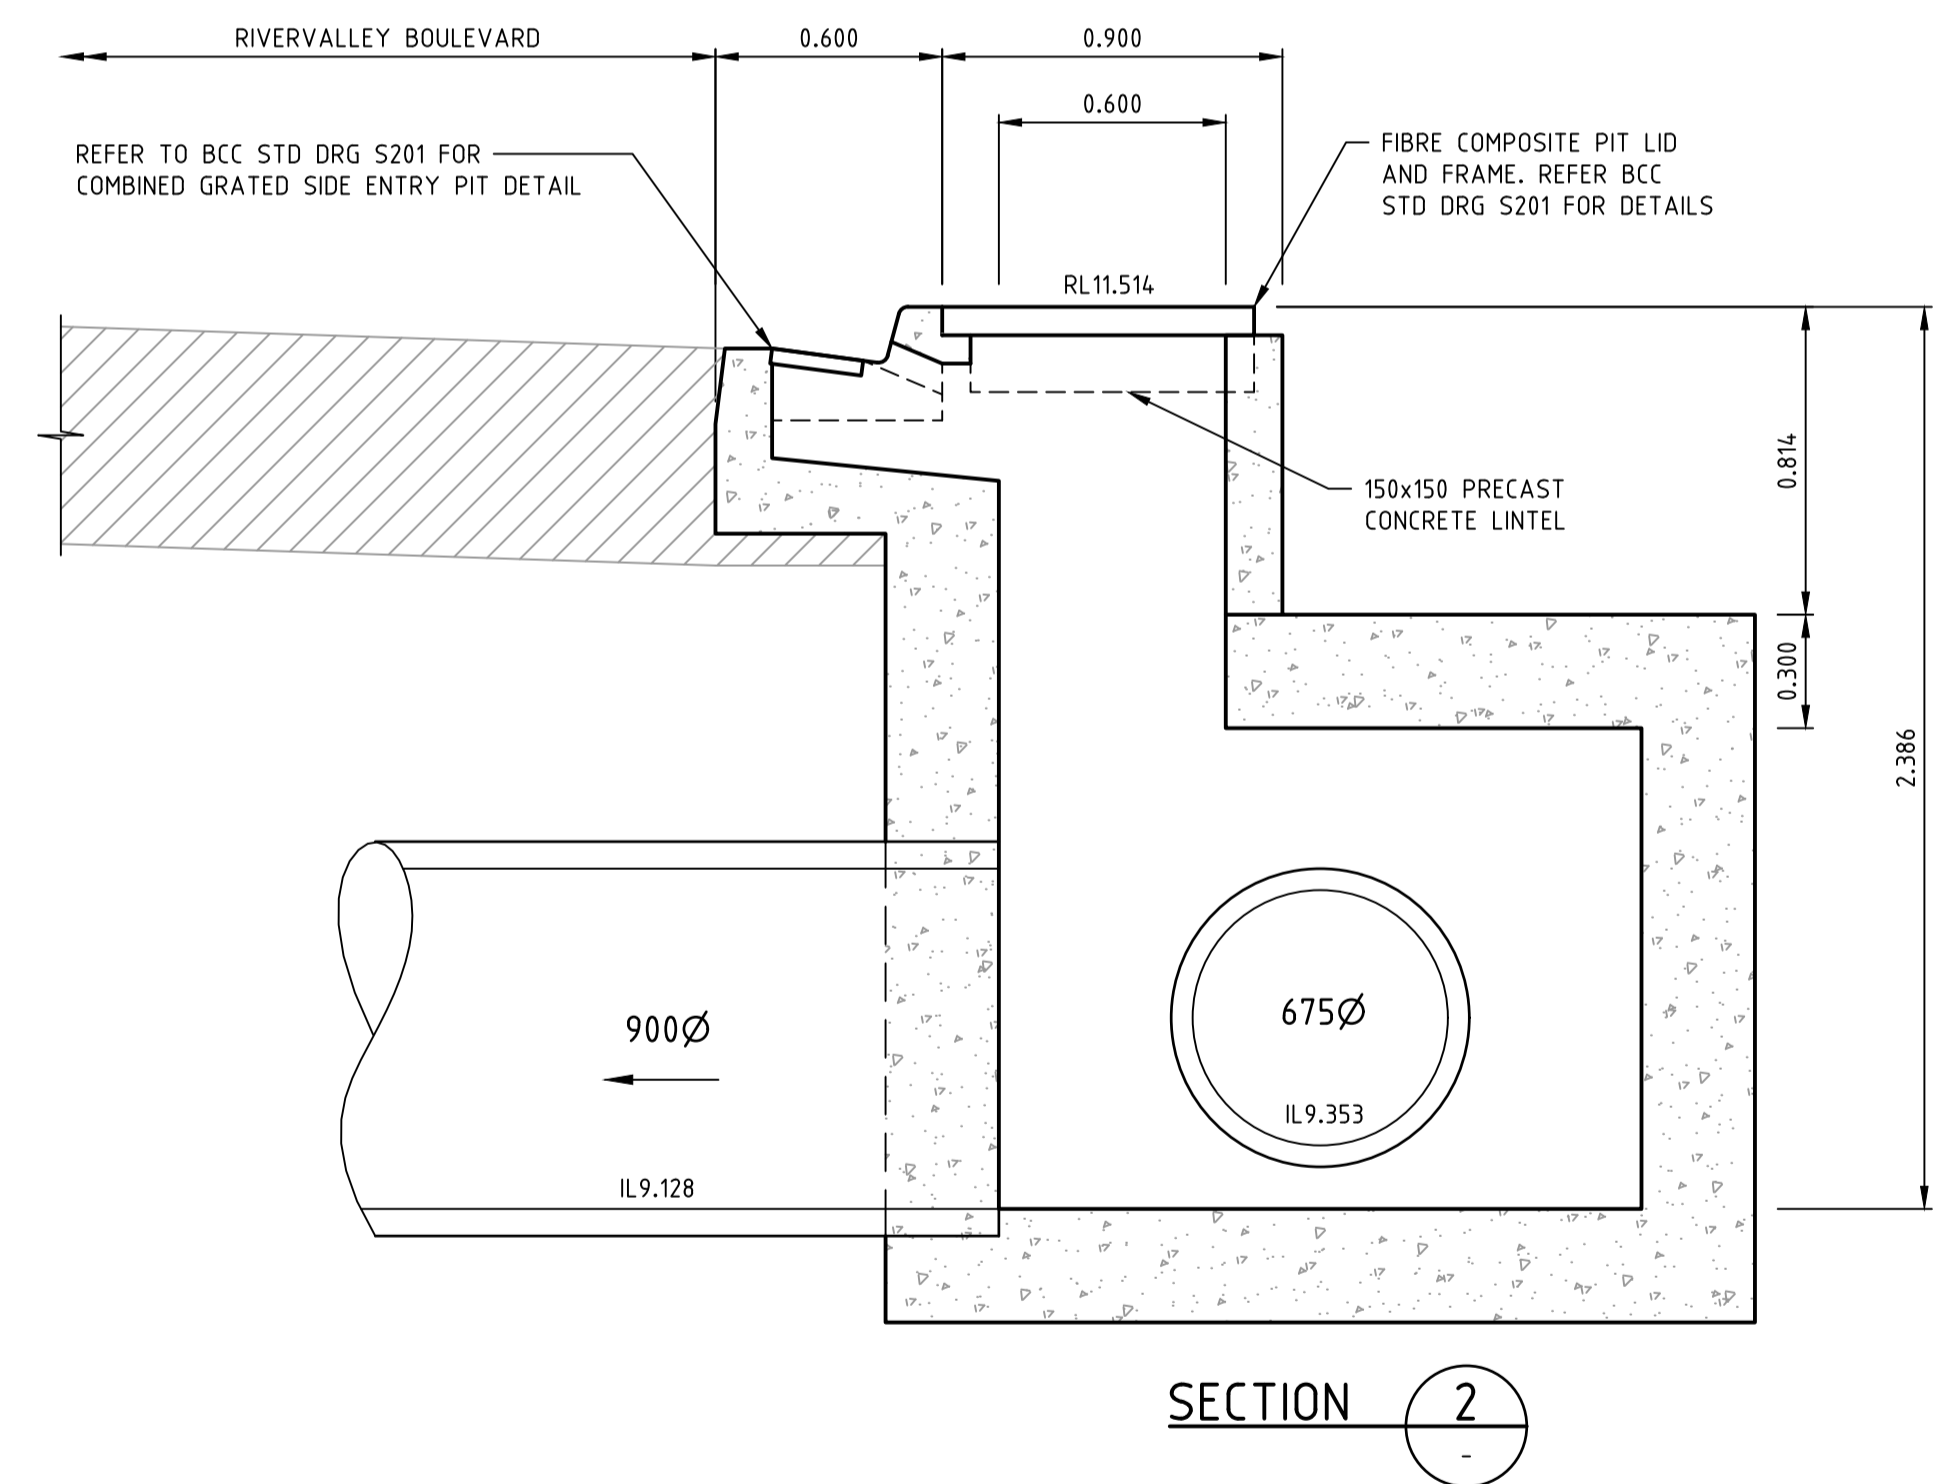 RIVERVALLEY BOULEVARD
0.600
0.900
0.600
REFER TO BCC STD DRG S201 FOR
COMBINED GRATED SIDE ENTRY PIT DETAIL
FIBRE COMPOSITE PIT LID
AND FRAME. REFER BCC
STD DRG S201 FOR DETAILS
RL11.514
0.814
150x150 PRECAST
CONCRETE LINTEL
0.300
2.386
900Ø
675Ø
IL9.353
IL9.128
SECTION 2
-